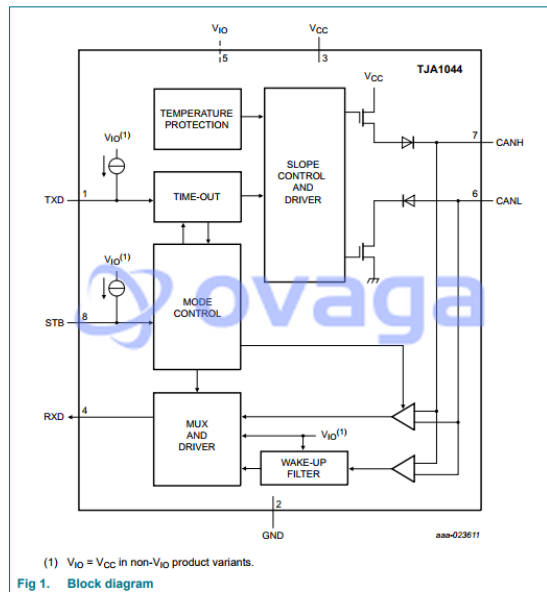 VIO
VCC
5
3
TJA1044
VCC
TEMPERATURE
PROTECTION
7
CANH
VIO(1)
SLOPE
CONTROL
AND
DRIVER
TXD
1
TIME-OUT
6
CANL
VIO(1)
ovaga
MODE
CONTROL
STB
8
RXD
4
MUX
AND
DRIVER
VIO(1)
WAKE-UP
FILTER
2
GND
aaa-023611
(1) VIO = VCC in non-VIO product variants.
Fig 1. Block diagram